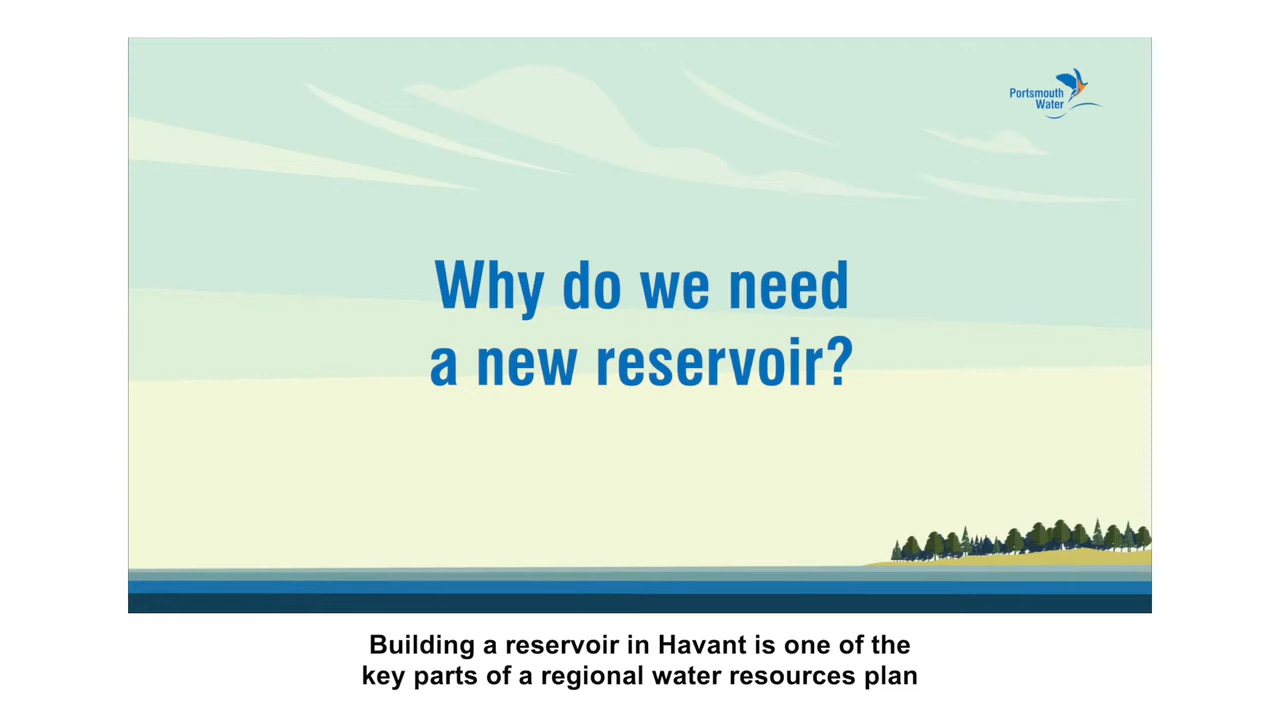 Portsmouth
Water
Why do we need
a new reservoir?
Building a reservoir in Havant is one of the
key parts of a regional water resources plan